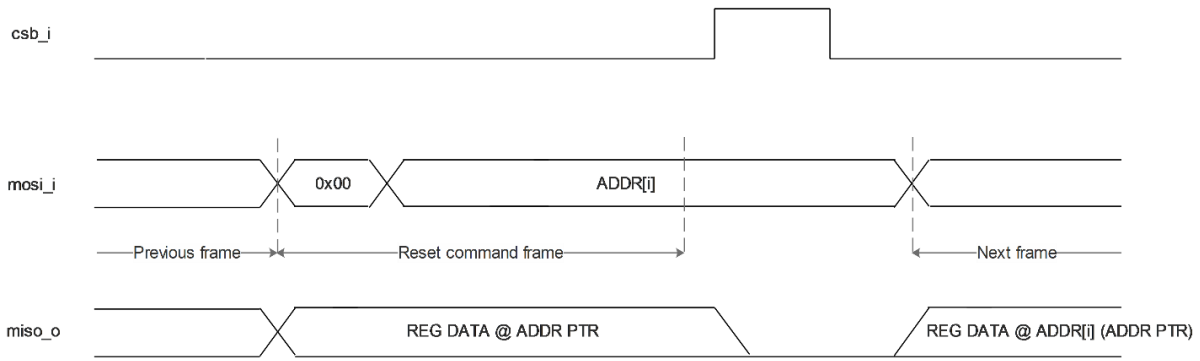 csb_i
mosi_i
0x00
ADDR[i]
Previous frame
Reset command frame
Next frame
miso_o
REG DATA @ ADDR PTR
REG DATA @ ADDR[i] (ADDR PTR)